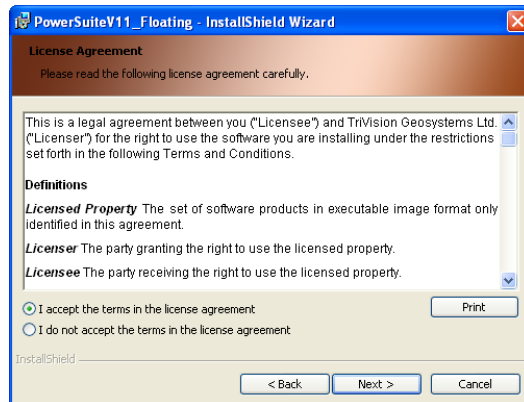 PowerSuiteV11_Floating - InstallShield Wizard
License Agreement
Please read the following license agreement carefully.
This is a legal agreement between you ("Licensee") and TriVision Geosystems Ltd.
("Licenser") for the right to use the software you are installing under the restrictions
set forth in the following Terms and Conditions.
Definitions
Licensed Property The set of software products in executable image format only
identified in this agreement.
Licenser The party granting the right to use the licensed property.
Licensee The party receiving the right to use the licensed property.
I accept the terms in the license agreement
Print
I do not accept the terms in the license agreement
InstallShield
< Back
Next >
Cancel